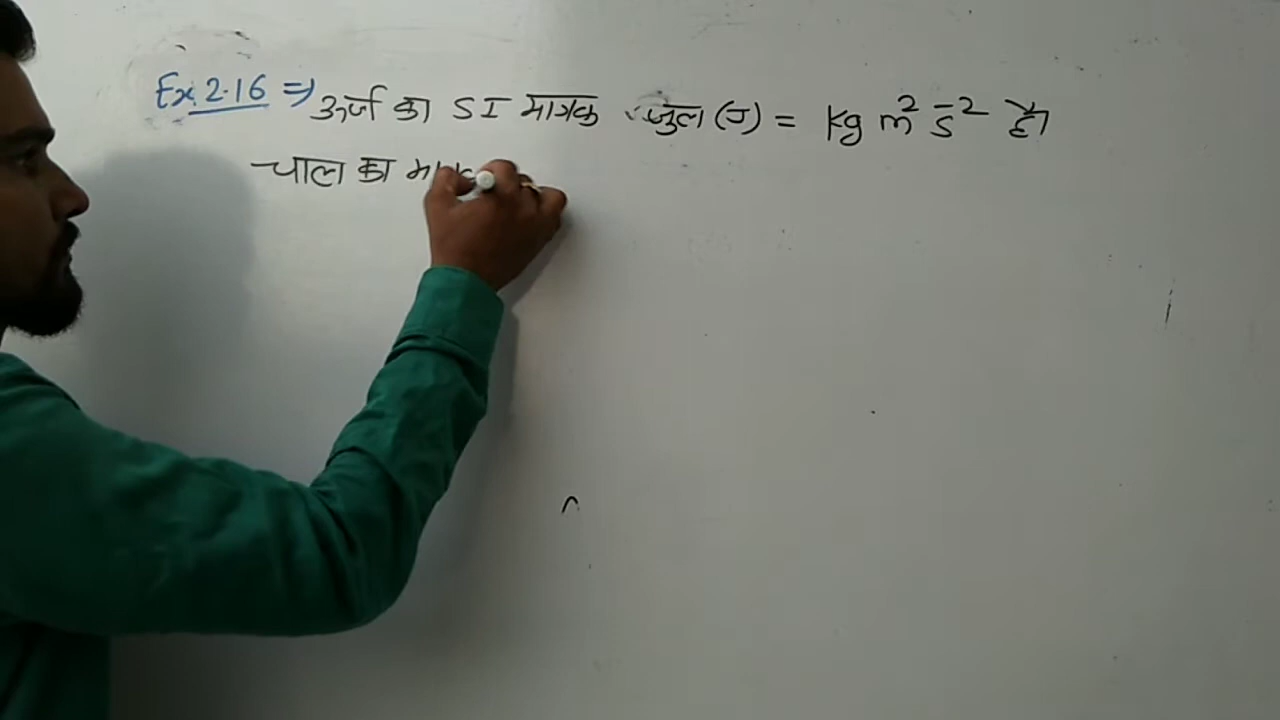 Ex. 2.16 ⇒ ऊर्ज का SI मात्रक जुल (J) = kg m² s⁻² है।
चाल का